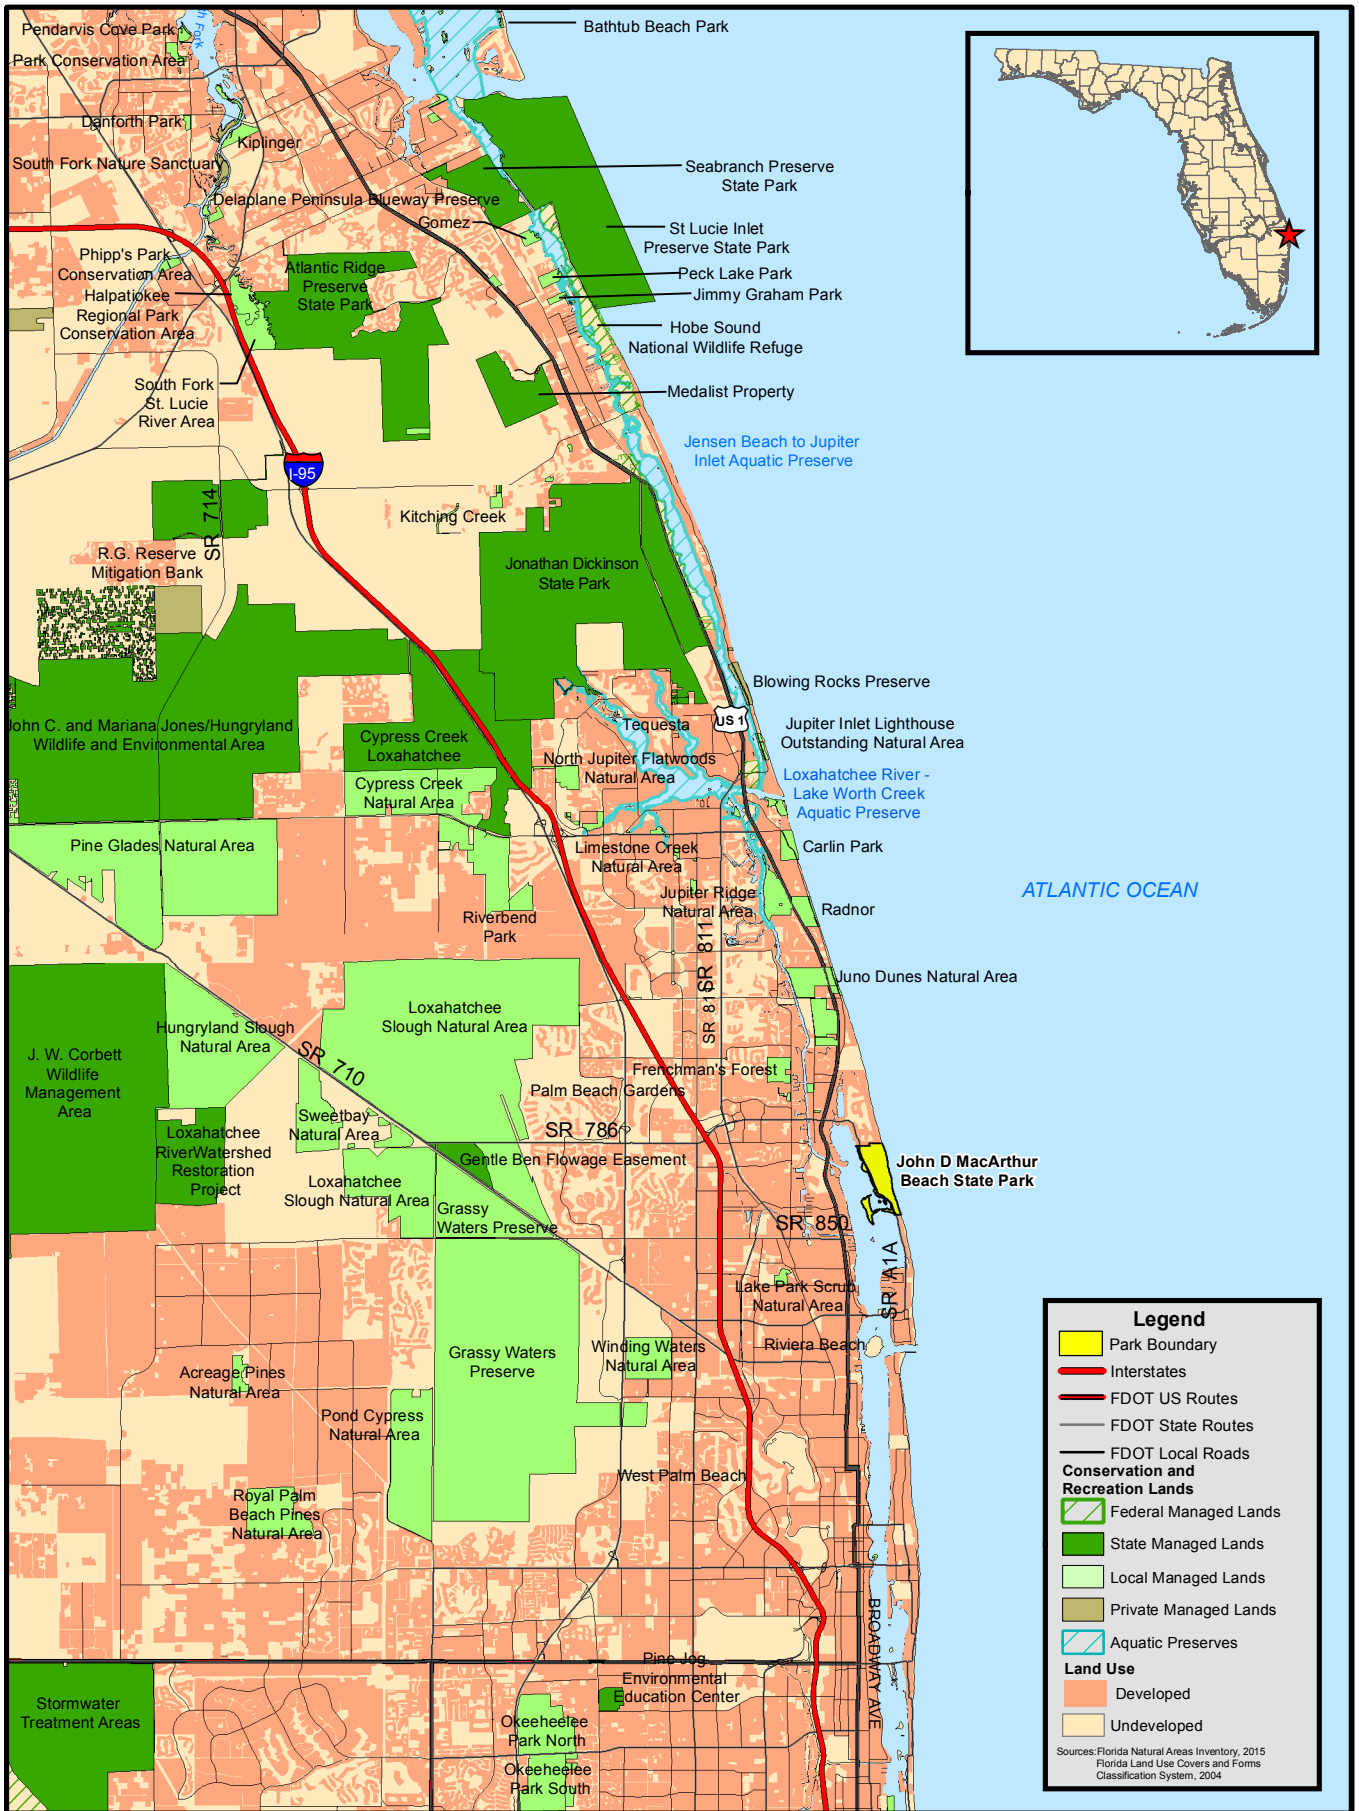 Pendarvis Cove Park
Park Conservation Area
Bathtub Beach Park
Danforth Park
Kiplinger
South Fork Nature Sanctuary
Seabranch Preserve
State Park
Delaplane Peninsula Blueway Preserve
Gomez
St Lucie Inlet
Preserve State Park
Phipp's Park
Conservation Area
Atlantic Ridge
Preserve
State Park
Peck Lake Park
Jimmy Graham Park
Halpatiokee
Regional Park
Conservation Area
Hobe Sound
National Wildlife Refuge
South Fork
St. Lucie
River Area
Medalist Property
Jensen Beach to Jupiter
Inlet Aquatic Preserve
I-95
SR 714
Kitching Creek
R.G. Reserve
Mitigation Bank
Jonathan Dickinson
State Park
Blowing Rocks Preserve
John C. and Mariana Jones/Hungryland
Wildlife and Environmental Area
Cypress Creek
Loxahatchee
Tequesta
US 1
Jupiter Inlet Lighthouse
Outstanding Natural Area
North Jupiter Flatwoods
Natural Area
Cypress Creek
Natural Area
Loxahatchee River -
Lake Worth Creek
Aquatic Preserve
Pine Glades Natural Area
Limestone Creek
Natural Area
Carlin Park
Jupiter Ridge
Natural Area
ATLANTIC OCEAN
Riverbend
Park
Radnor
SR 811
SR 811
Juno Dunes Natural Area
Loxahatchee
Slough Natural Area
Hungryland Slough
Natural Area
J. W. Corbett
Wildlife
Management
Area
SR 710
Frenchman's Forest
Palm Beach Gardens
Sweetbay
Natural Area
SR 786
Loxahatchee
RiverWatershed
Restoration
Project
Gentle Ben Flowage Easement
John D MacArthur
Beach State Park
Loxahatchee
Slough Natural Area
Grassy
Waters Preserve
SR 850
SR A1A
Lake Park Scrub
Natural Area
Grassy Waters
Preserve
Winding Waters
Natural Area
Riviera Beach
Acreage Pines
Natural Area
Pond Cypress
Natural Area
West Palm Beach
Royal Palm
Beach Pines
Natural Area
BROADWAY AVE
Pine Jog
Environmental
Education Center
Stormwater
Treatment Areas
Okeeheelee
Park North
Okeeheelee
Park South
Legend
Park Boundary
Interstates
FDOT US Routes
FDOT State Routes
FDOT Local Roads
Conservation and
Recreation Lands
Federal Managed Lands
State Managed Lands
Local Managed Lands
Private Managed Lands
Aquatic Preserves
Land Use
Developed
Undeveloped
Sources:Florida Natural Areas Inventory, 2015
Florida Land Use Covers and Forms
Classification System, 2004